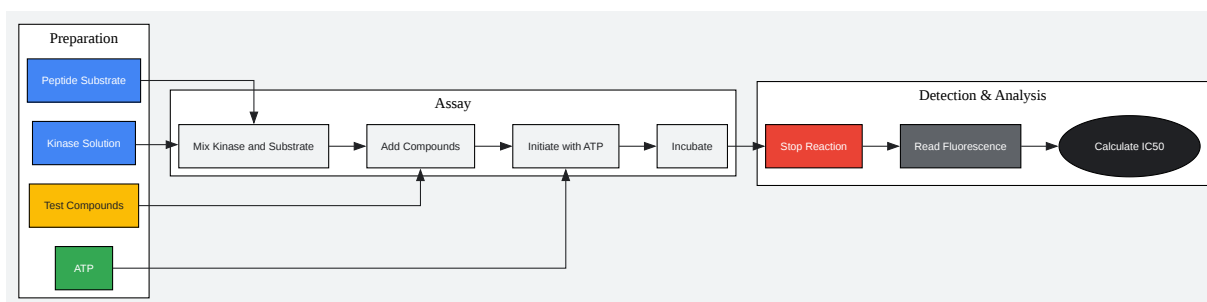 Preparation
Peptide Substrate
Kinase Solution
Test Compounds
ATP
Assay
Mix Kinase and Substrate
Add Compounds
Initiate with ATP
Incubate
Detection & Analysis
Stop Reaction
Read Fluorescence
Calculate IC50